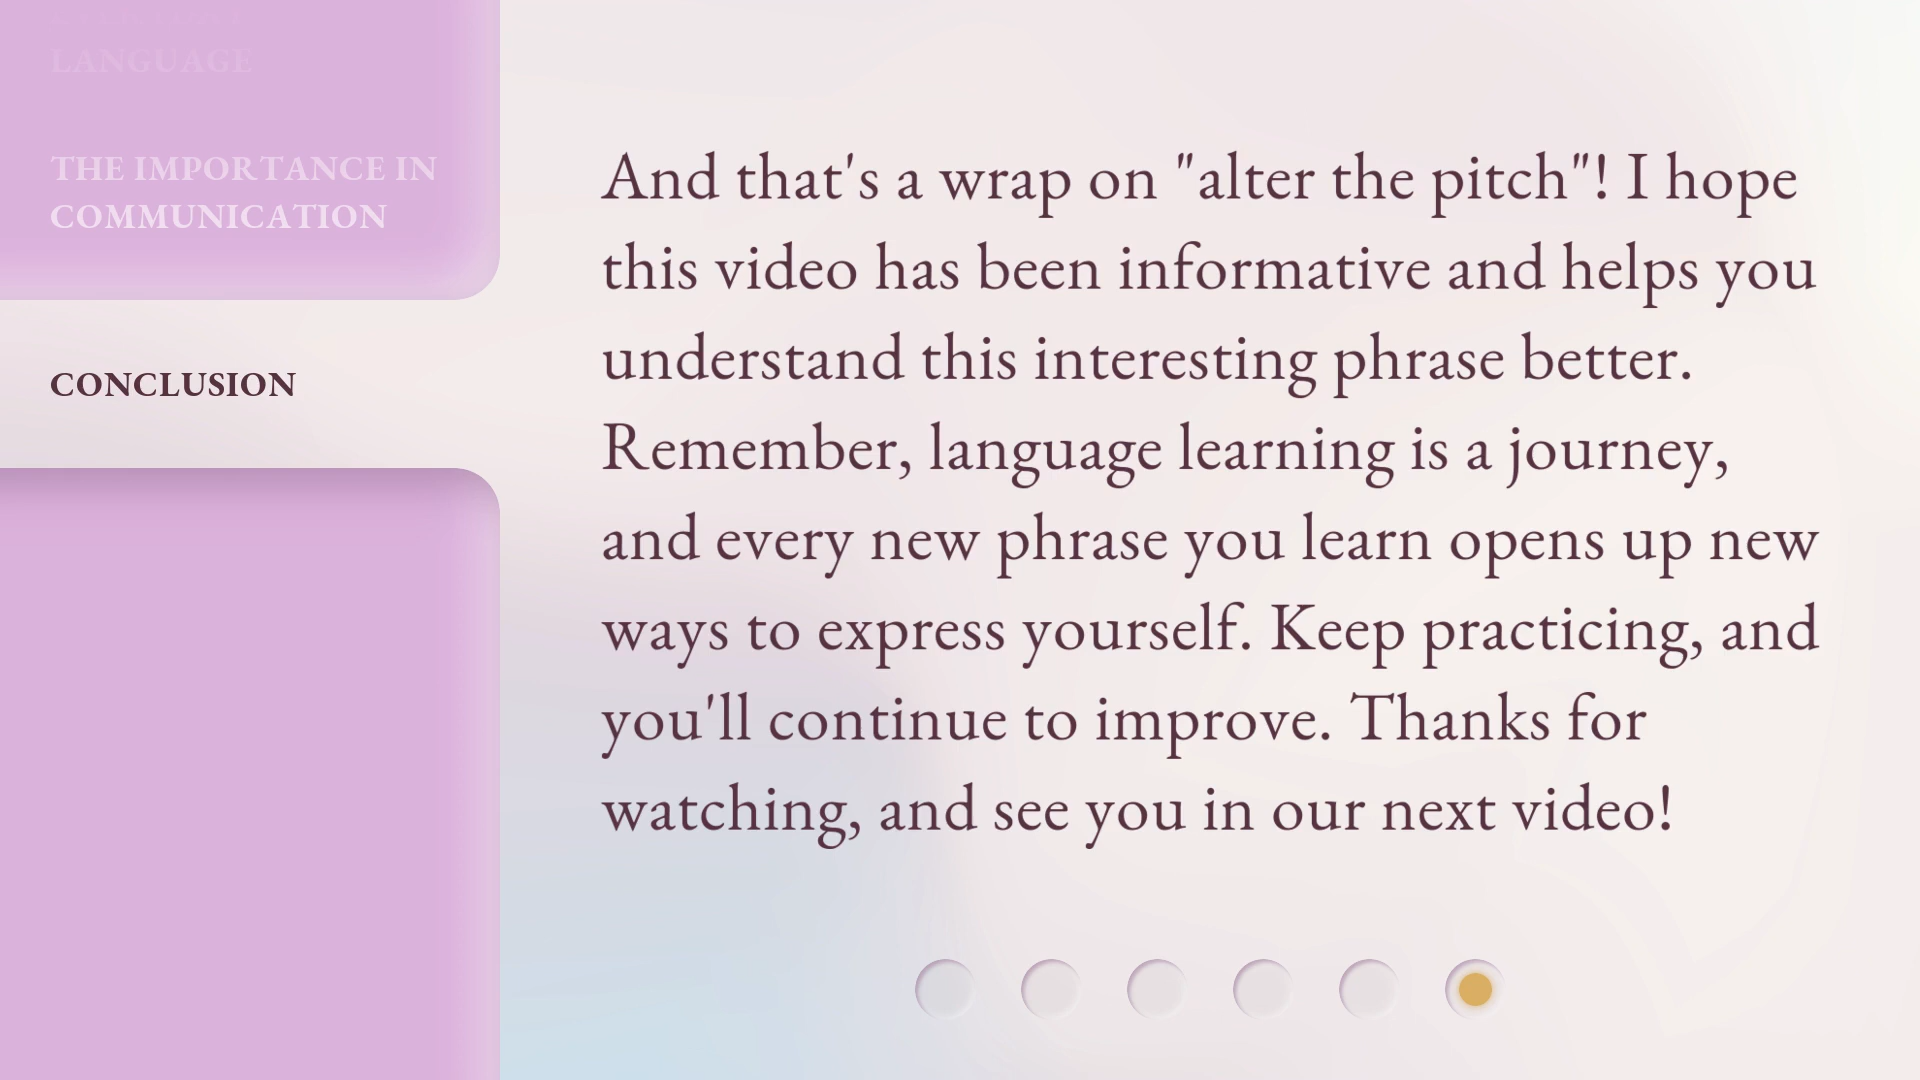 LANGUAGE
THE IMPORTANCE IN
COMMUNICATION
CONCLUSION
And that's a wrap on "alter the pitch"! I hope
this video has been informative and helps you
understand this interesting phrase better.
Remember, language learning is a journey,
and every new phrase you learn opens up new
ways to express yourself. Keep practicing, and
you'll continue to improve. Thanks for
watching, and see you in our next video!